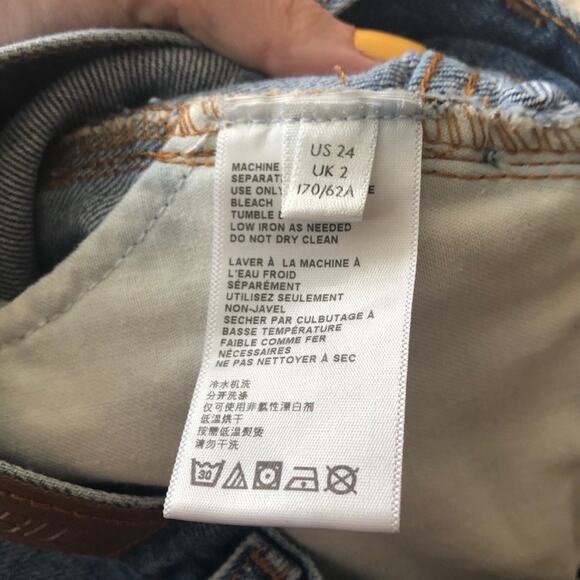 US 24
UK 2
170/62A
MACHINE
SEPARAT
USE ONLY
BLEACH
TUMBLE D
LOW IRON AS NEEDED
DO NOT DRY CLEAN
LAVER À LA MACHINE À
L'EAU FROID
SÉPARÉMENT
UTILISEZ SEULEMENT
NON-JAVEL
SECHER PAR CULBUTAGE À
BASSE TEMPÉRATURE
FAIBLE COMME FER
NÉCESSAIRES
NE PAS NETTOYER À SEC
冷水机洗
分开洗涤
仅可使用非氯性漂白剂
低温烘干
按需低温熨烫
请勿干洗
30